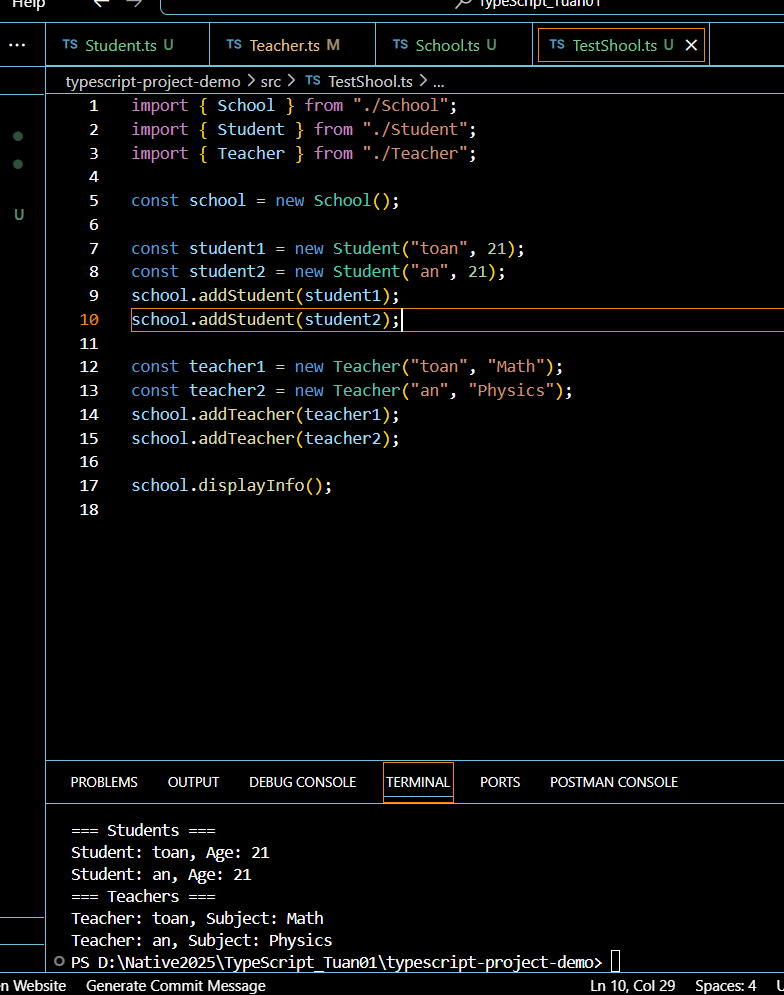 Help
TypeScript_Tuan01
... TS Student.ts U TS Teacher.ts M TS School.ts U TS TestShool.ts U ×
typescript-project-demo > src > TS TestShool.ts > ...
1 import { School } from "./School";
2 import { Student } from "./Student";
3 import { Teacher } from "./Teacher";
4
5 const school = new School();
6
7 const student1 = new Student("toan", 21);
8 const student2 = new Student("an", 21);
9 school.addStudent(student1);
10 school.addStudent(student2);
11
12 const teacher1 = new Teacher("toan", "Math");
13 const teacher2 = new Teacher("an", "Physics");
14 school.addTeacher(teacher1);
15 school.addTeacher(teacher2);
16
17 school.displayInfo();
18
U
PROBLEMS OUTPUT DEBUG CONSOLE TERMINAL PORTS POSTMAN CONSOLE
=== Students ===
Student: toan, Age: 21
Student: an, Age: 21
=== Teachers ===
Teacher: toan, Subject: Math
Teacher: an, Subject: Physics
PS D:\Native2025\TypeScript_Tuan01\typescript-project-demo>
en Website Generate Commit Message Ln 10, Col 29 Spaces: 4